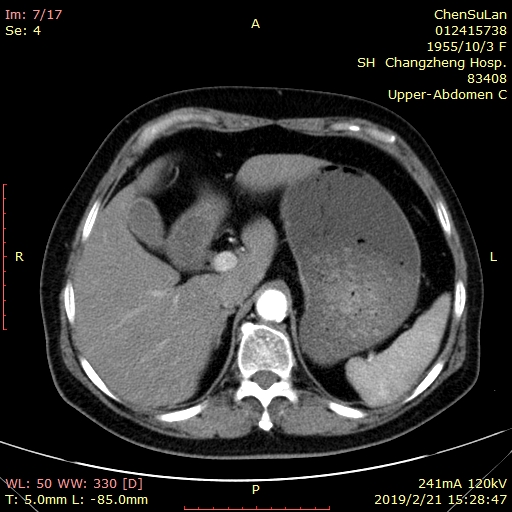 Im: 7/17
Se: 4
A
ChenSuLan
012415738
1955/10/3 F
SH Changzheng Hosp.
83408
Upper-Abdomen C
R
L
WL: 50 WW: 330 [D]
T: 5.0mm L: -85.0mm
P
241mA 120kV
2019/2/21 15:28:47